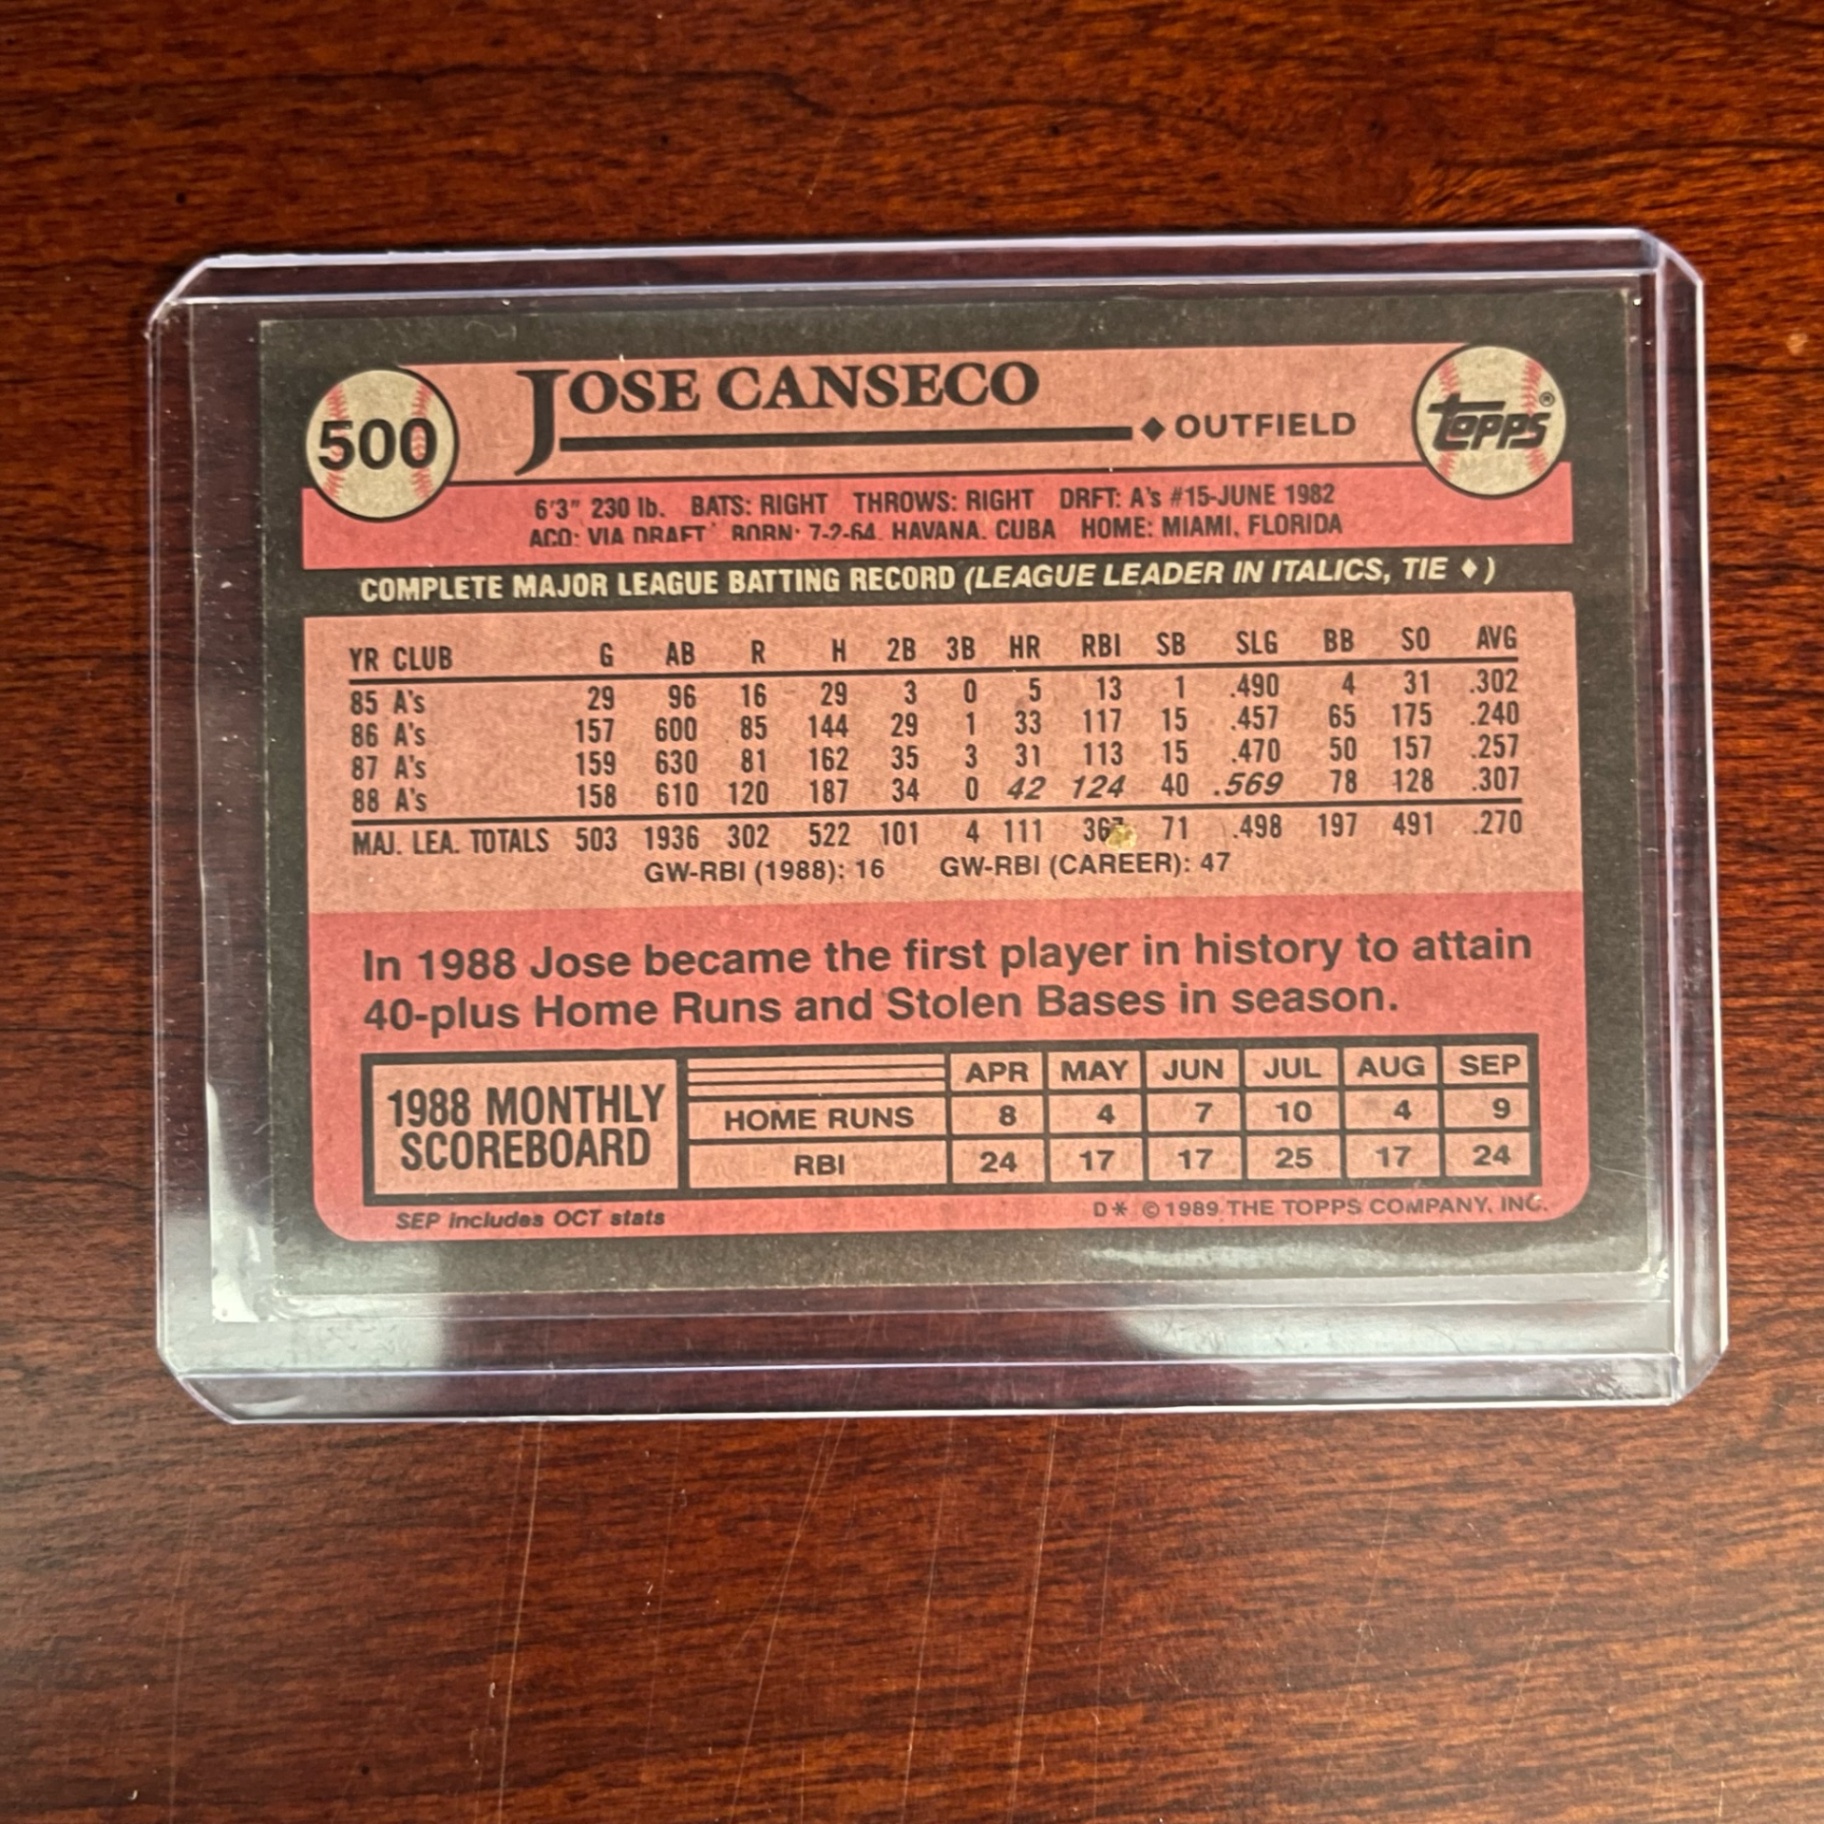 500
JOSE CANSECO
♦ OUTFIELD
topps®
6'3" 230 lb. BATS: RIGHT THROWS: RIGHT DRFT: A's #15-JUNE 1982
ACQ: VIA DRAFT BORN: 7-2-64, HAVANA, CUBA HOME: MIAMI, FLORIDA
COMPLETE MAJOR LEAGUE BATTING RECORD (LEAGUE LEADER IN ITALICS, TIE ♦)
YR CLUB G AB R H 2B 3B HR RBI SB SLG BB SO AVG
85 A's 29 96 16 29 3 0 5 13 1 .490 4 31 .302
86 A's 157 600 85 144 29 1 33 117 15 .457 65 175 .240
87 A's 159 630 81 162 35 3 31 113 15 .470 50 157 .257
88 A's 158 610 120 187 34 0 42 124 40 .569 78 128 .307
MAJ. LEA. TOTALS 503 1936 302 522 101 4 111 71 .498 197 491 .270
GW-RBI (1988): 16 GW-RBI (CAREER): 47
In 1988 Jose became the first player in history to attain
40-plus Home Runs and Stolen Bases in season.
1988 MONTHLY
SCOREBOARD
APR MAY JUN JUL AUG SEP
HOME RUNS 8 4 7 10 4 9
RBI 24 17 17 25 17 24
SEP includes OCT stats
D* © 1989 THE TOPPS COMPANY, INC.